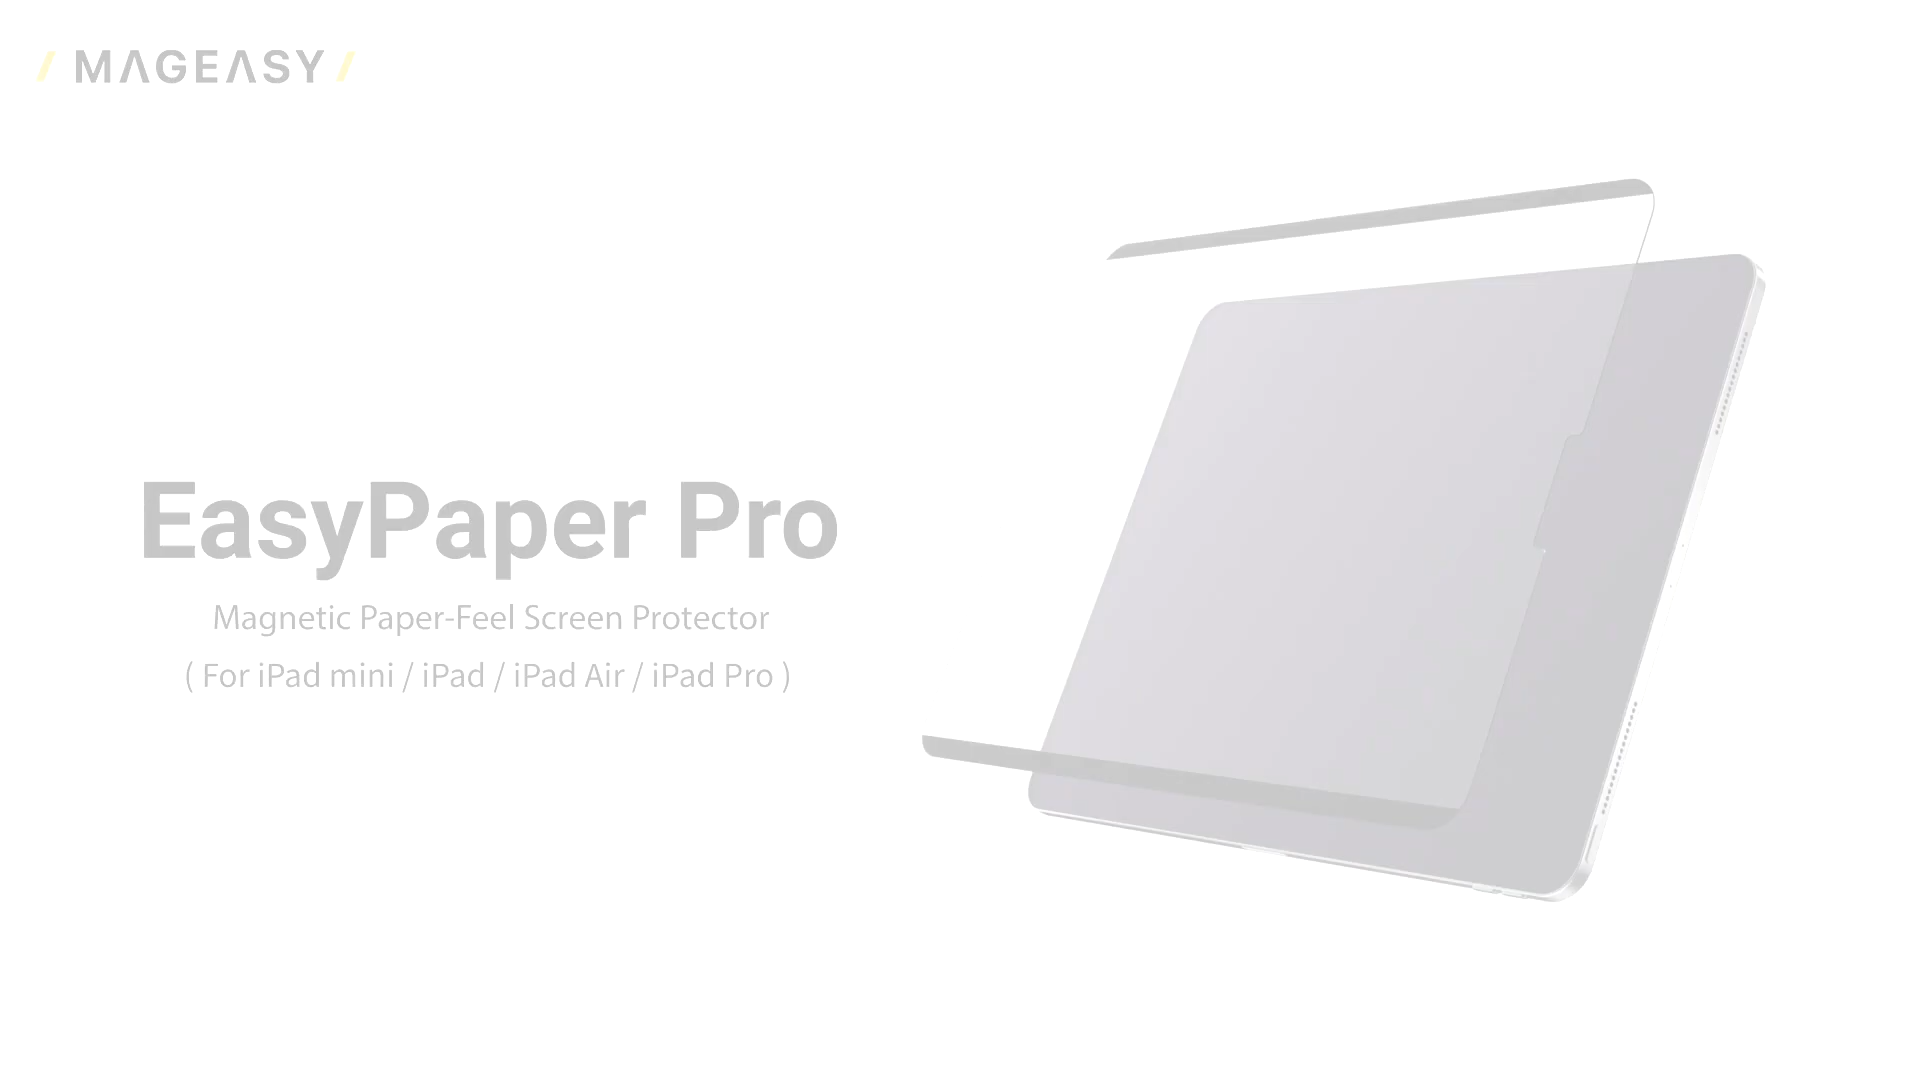 / MAGEASY /
EasyPaper Pro
Magnetic Paper-Feel Screen Protector
( For iPad mini / iPad / iPad Air / iPad Pro )